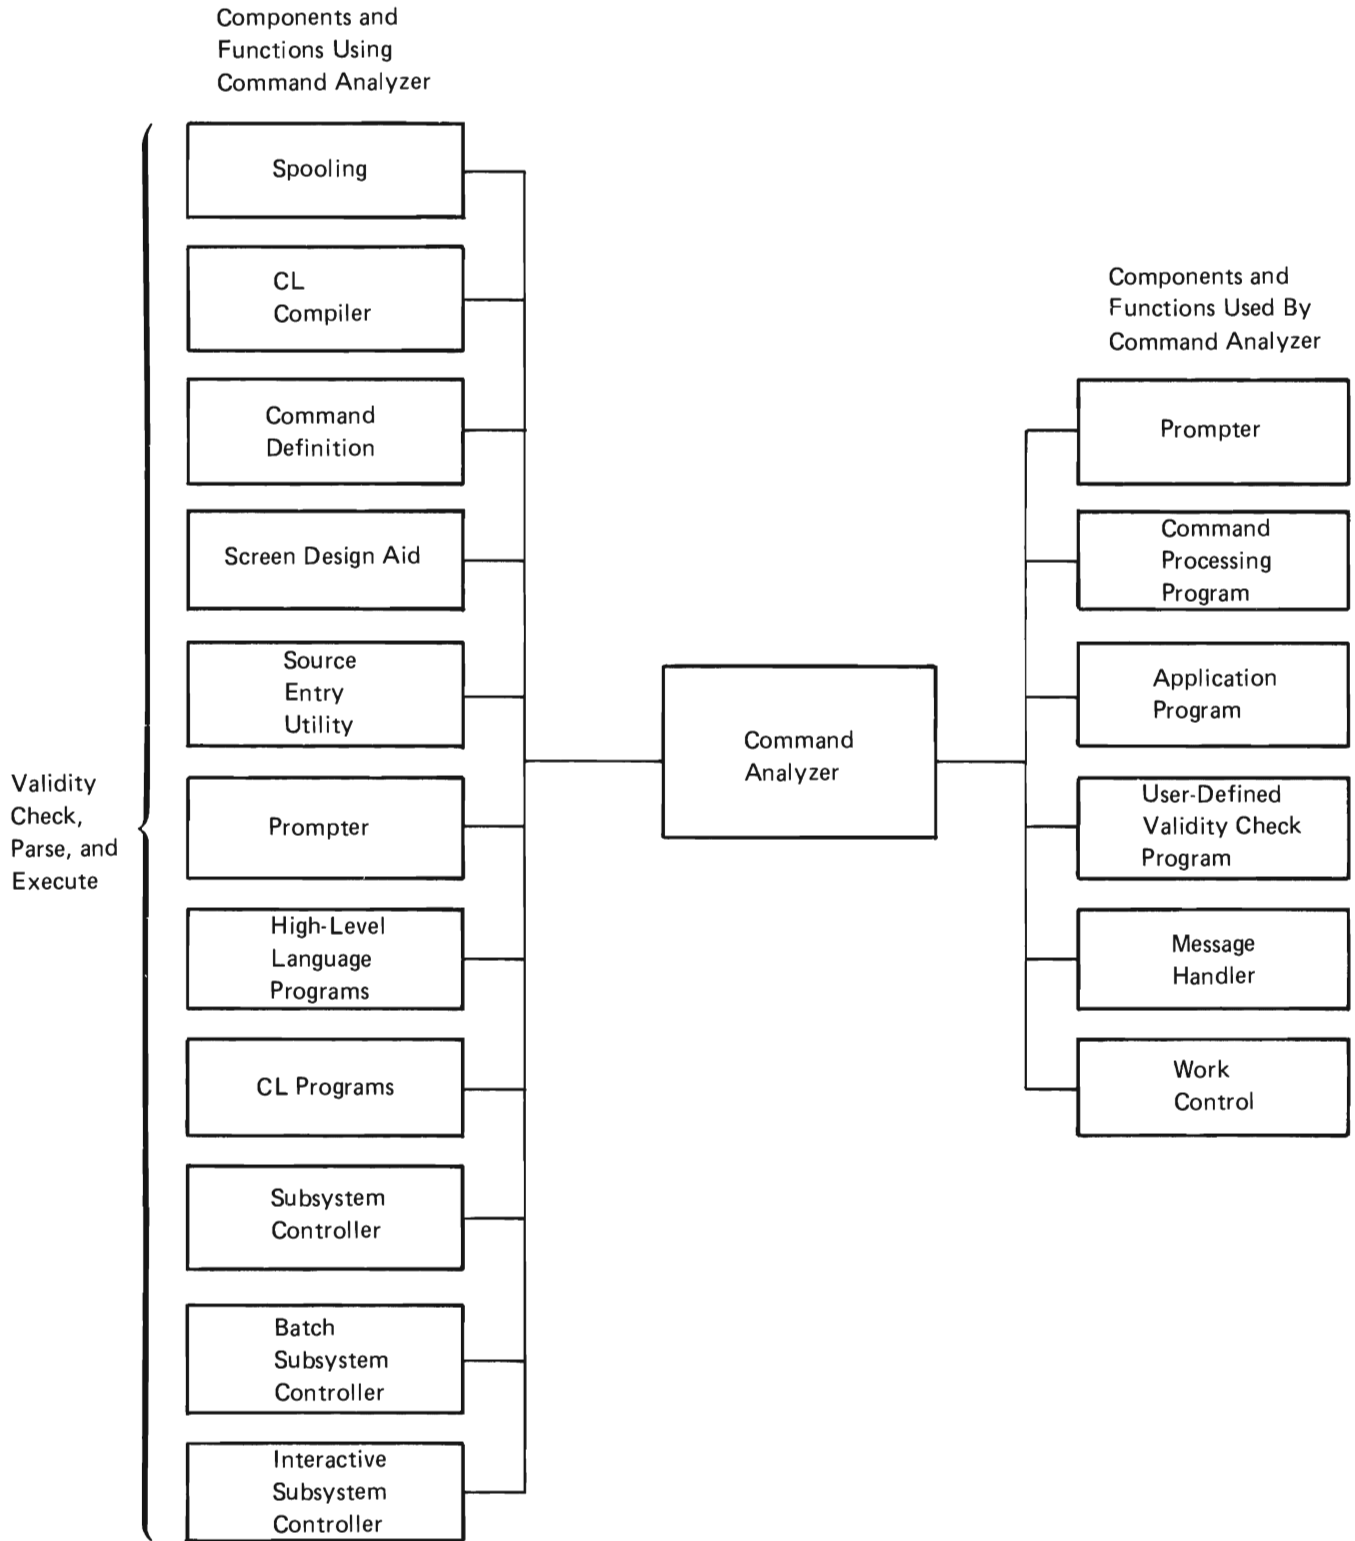 Components and
Functions Using
Command Analyzer
Spooling
CL
Compiler
Command
Definition
Screen Design Aid
Source
Entry
Utility
Prompter
High-Level
Language
Programs
CL Programs
Subsystem
Controller
Batch
Subsystem
Controller
Interactive
Subsystem
Controller
Validity
Check,
Parse, and
Execute
Command
Analyzer
Components and
Functions Used By
Command Analyzer
Prompter
Command
Processing
Program
Application
Program
User-Defined
Validity Check
Program
Message
Handler
Work
Control